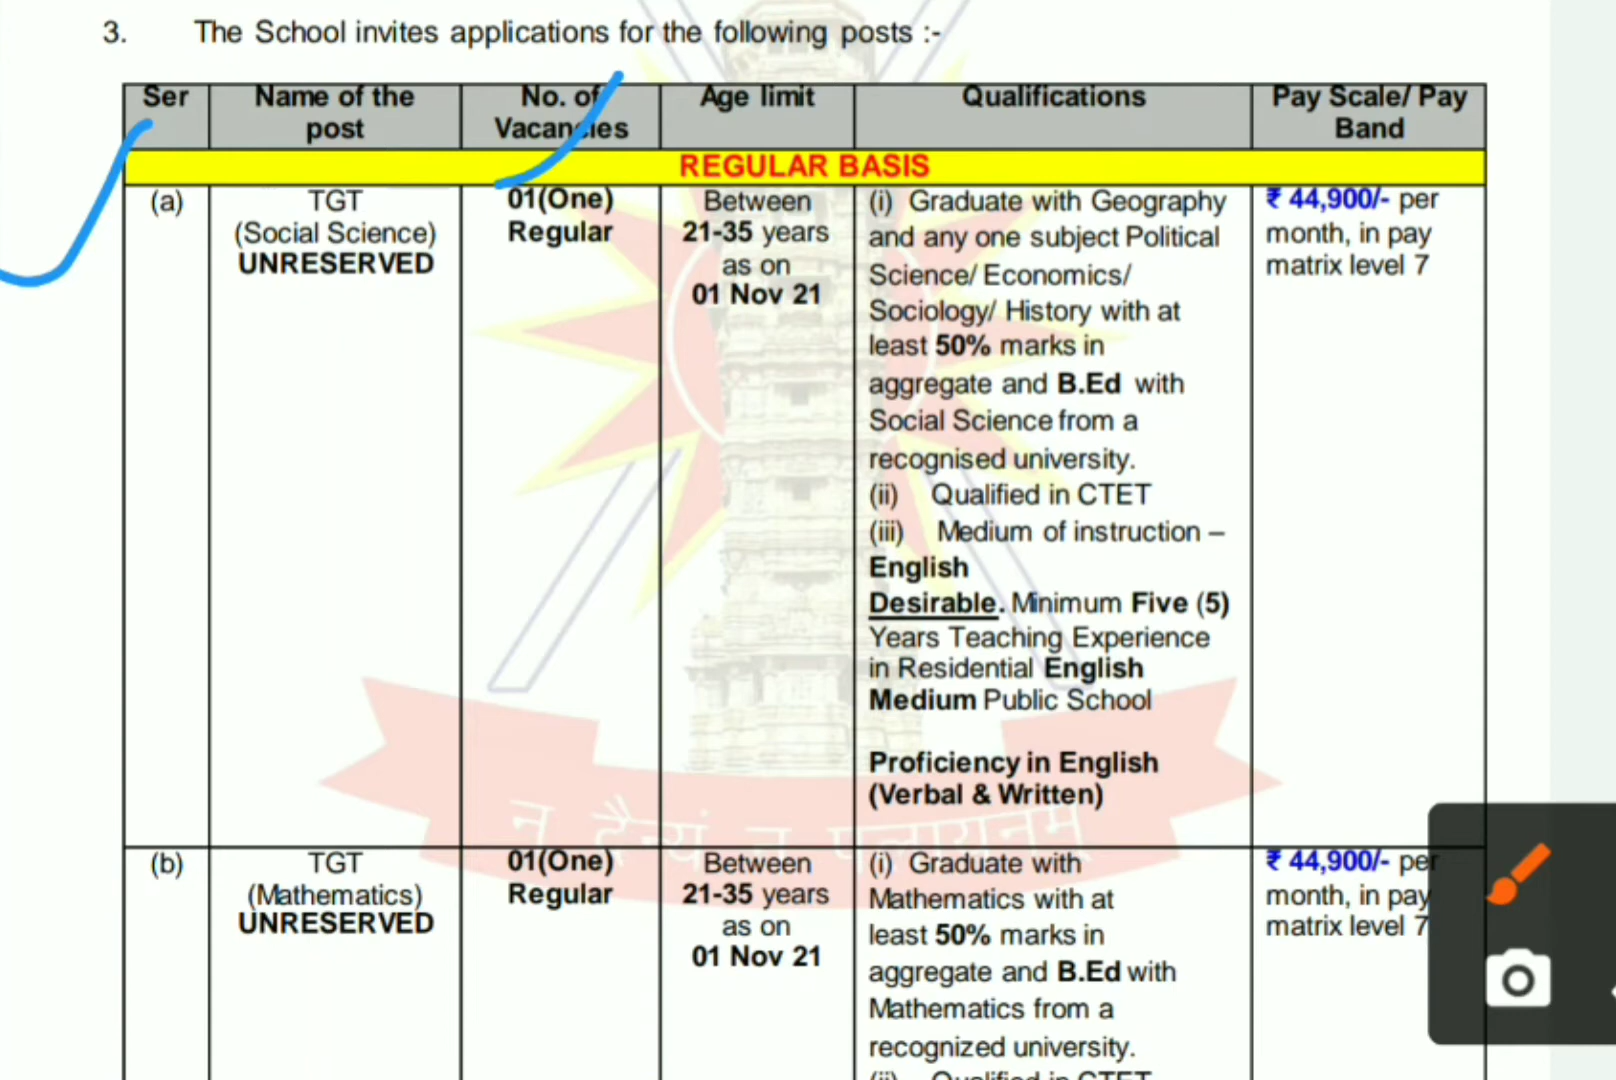 3. The School invites applications for the following posts :-
Ser
Name of the
post
No. of
Vacancies
Age limit
Qualifications
Pay Scale/ Pay
Band
REGULAR BASIS
(a)
TGT
(Social Science)
UNRESERVED
01(One)
Regular
Between
21-35 years
as on
01 Nov 21
(i) Graduate with Geography
and any one subject Political
Science/ Economics/
Sociology/ History with at
least 50% marks in
aggregate and B.Ed with
Social Science from a
recognised university.
(ii) Qualified in CTET
(iii) Medium of instruction –
English
Desirable. Minimum Five (5)
Years Teaching Experience
in Residential English
Medium Public School
Proficiency in English
(Verbal & Written)
₹ 44,900/- per
month, in pay
matrix level 7
न दैन्यं न पलायनम्
(b)
TGT
(Mathematics)
UNRESERVED
01(One)
Regular
Between
21-35 years
as on
01 Nov 21
(i) Graduate with
Mathematics with at
least 50% marks in
aggregate and B.Ed with
Mathematics from a
recognized university.
(ii) Qualified in CTET
₹ 44,900/- per
month, in pay
matrix level 7